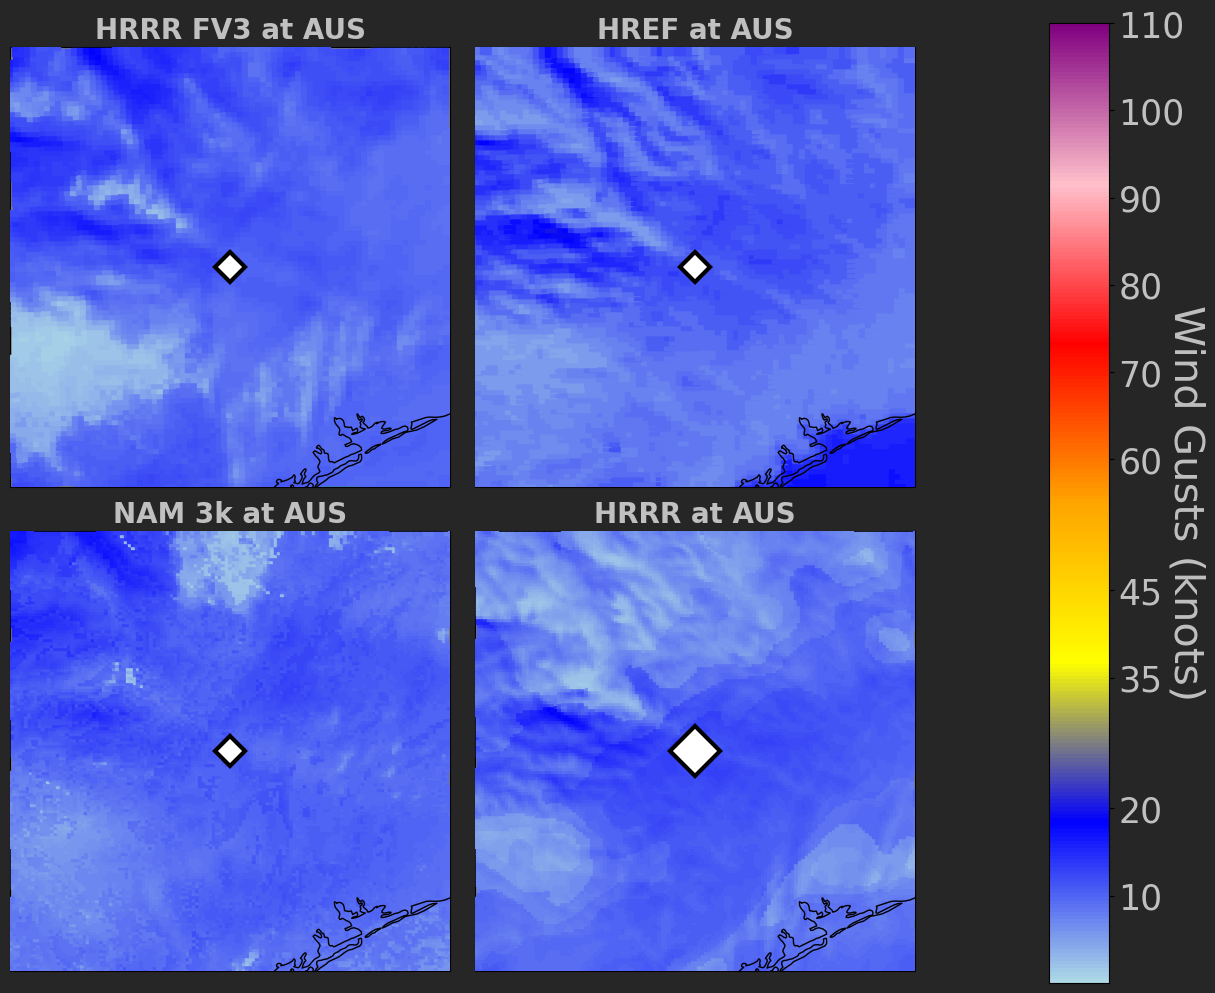 HRRR FV3 at AUS
HREF at AUS
NAM 3k at AUS
HRRR at AUS
110
100
90
80
70
60
45
35
20
10
Wind Gusts (knots)